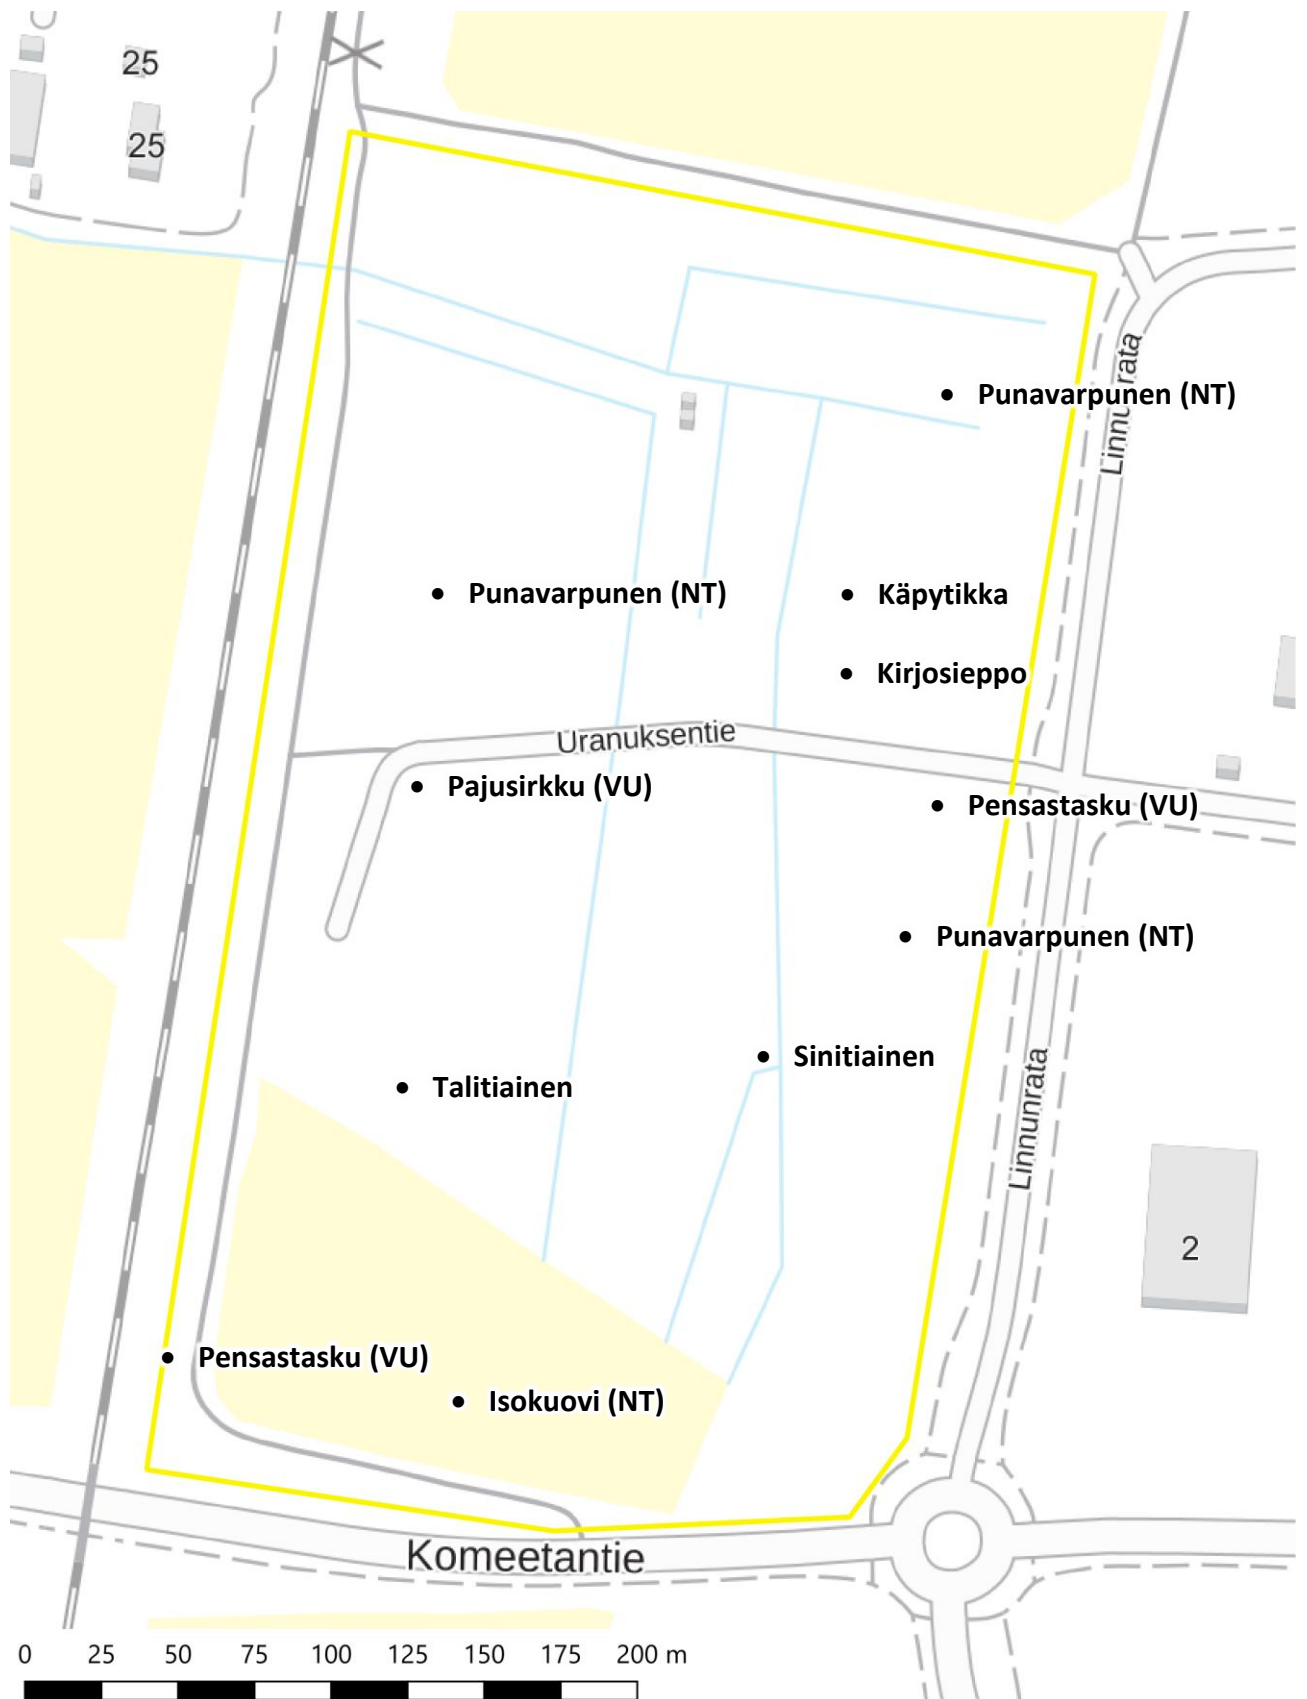 25
25
Linnunrata
Punavarpunen (NT)
Punavarpunen (NT)
Käpytikka
Kirjosieppo
Uranuksentie
Pajusirkku (VU)
Pensastasku (VU)
Punavarpunen (NT)
Sinitiainen
Talitiainen
Linnunrata
2
Pensastasku (VU)
Isokuovi (NT)
Komeetantie
0 25 50 75 100 125 150 175 200 m